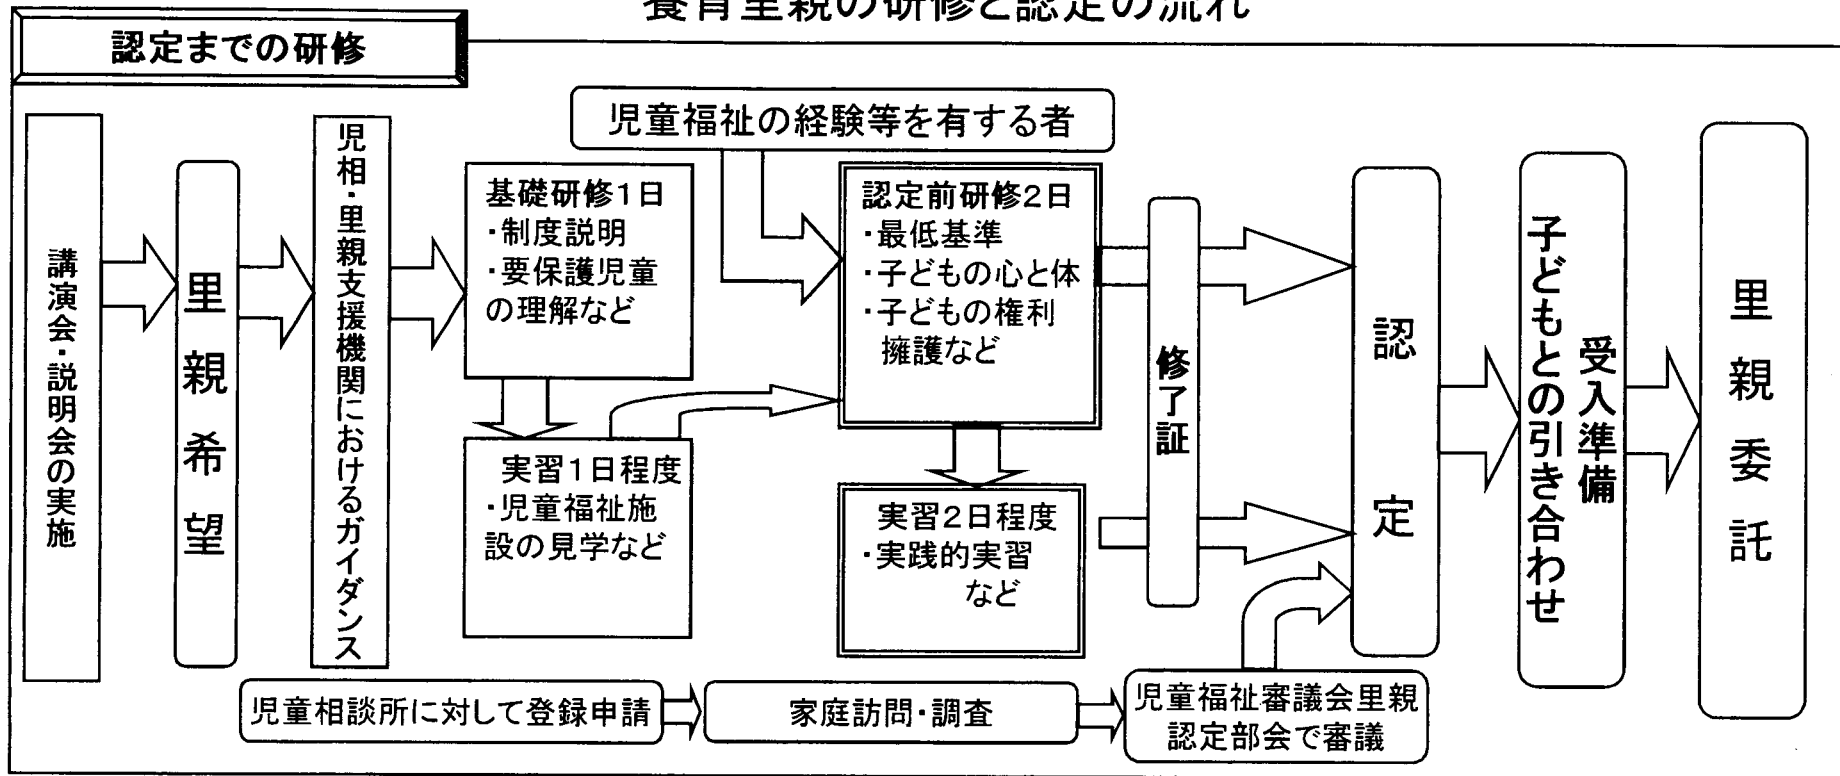 養育里親の研修と認定の流れ
認定までの研修
講演会・説明会の実施
里親希望
児相・里親支援機関におけるガイダンス
基礎研修1日
・制度説明
・要保護児童
の理解など
実習1日程度
・児童福祉施
設の見学など
児童福祉の経験等を有する者
認定前研修2日
・最低基準
・子どもの心と体
・子どもの権利
擁護など
実習2日程度
・実践的実習
など
修了証
認定
受入準備
子どもとの引き合わせ
里親委託
児童相談所に対して登録申請
家庭訪問・調査
児童福祉審議会里親
認定部会で審議